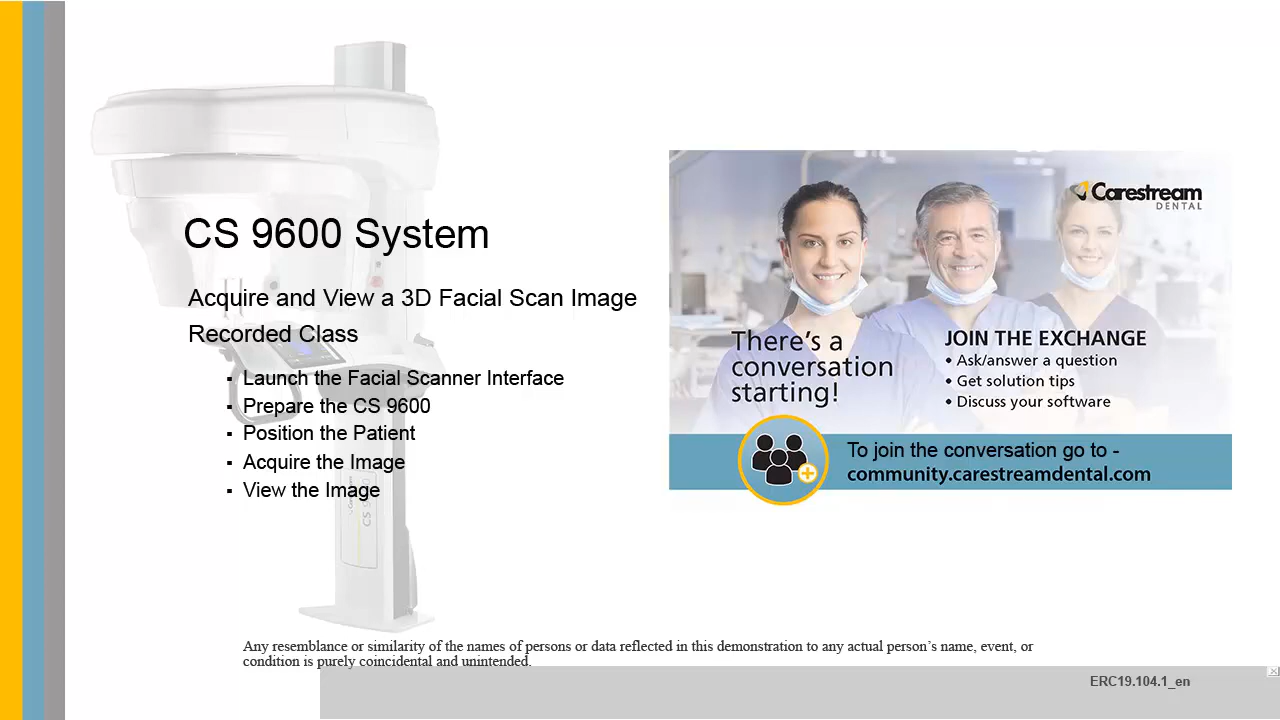 CS 9600 System
Acquire and View a 3D Facial Scan Image
Recorded Class
▪ Launch the Facial Scanner Interface
▪ Prepare the CS 9600
▪ Position the Patient
▪ Acquire the Image
▪ View the Image
Carestream
DENTAL
There's a
conversation
starting!
JOIN THE EXCHANGE
• Ask/answer a question
• Get solution tips
• Discuss your software
To join the conversation go to -
community.carestreamdental.com
Any resemblance or similarity of the names of persons or data reflected in this demonstration to any actual person's name, event, or
condition is purely coincidental and unintended.
ERC19.104.1_en